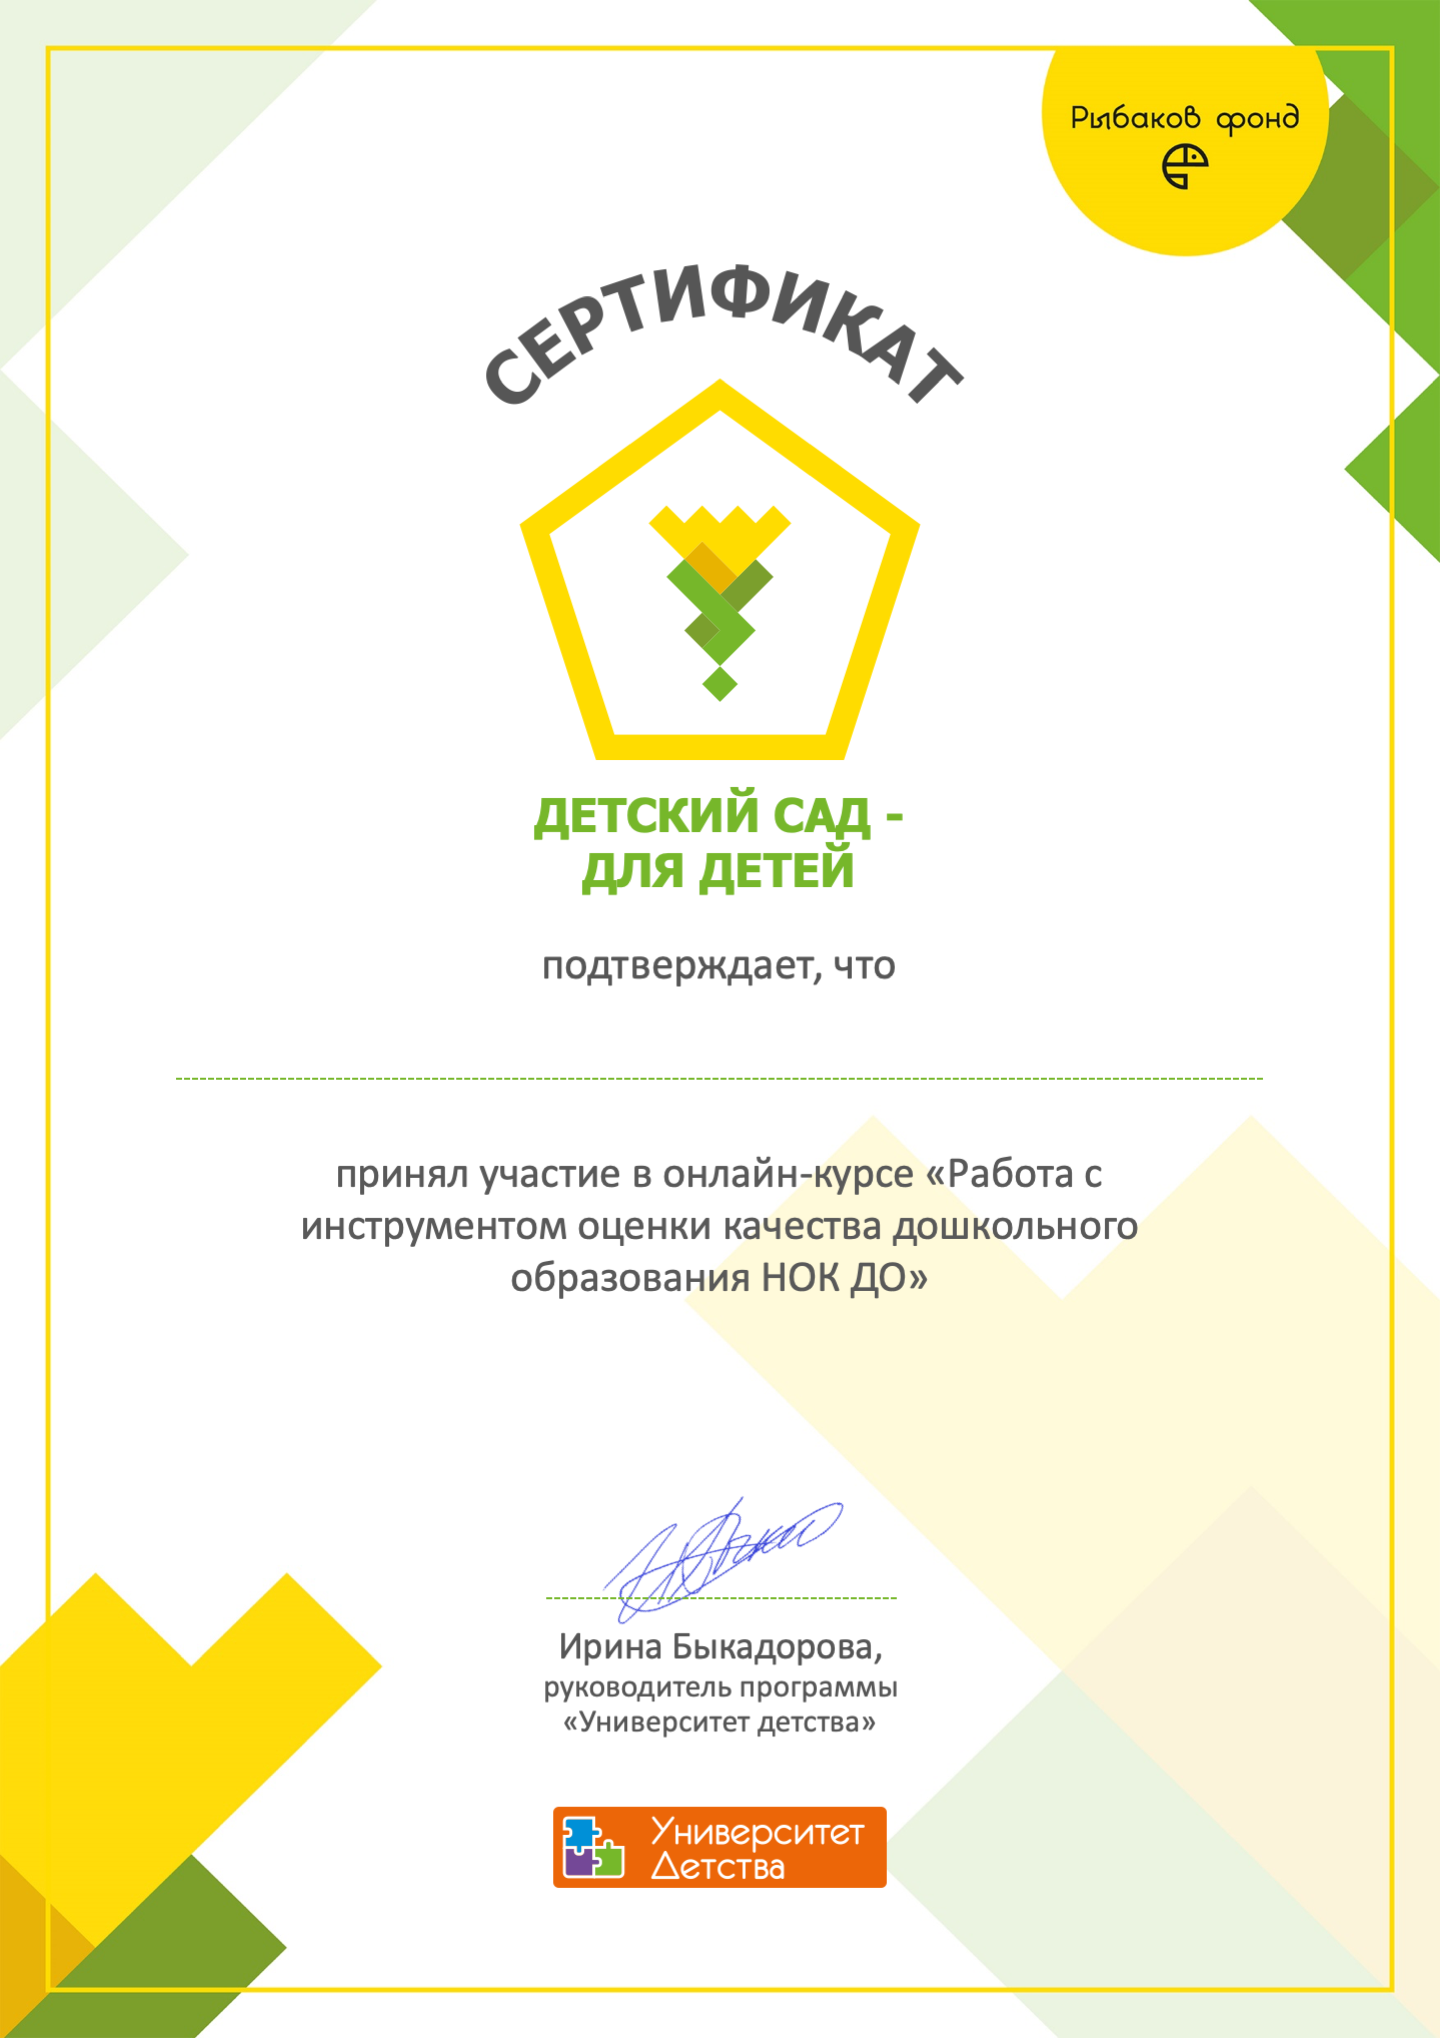 Рыбаков фонд
СЕРТИФИКАТ
ДЕТСКИЙ САД -
ДЛЯ ДЕТЕЙ
подтверждает, что
принял участие в онлайн-курсе «Работа с
инструментом оценки качества дошкольного
образования НОК ДО»
Ирина Быкадорова,
руководитель программы
«Университет детства»
Университет
Детства